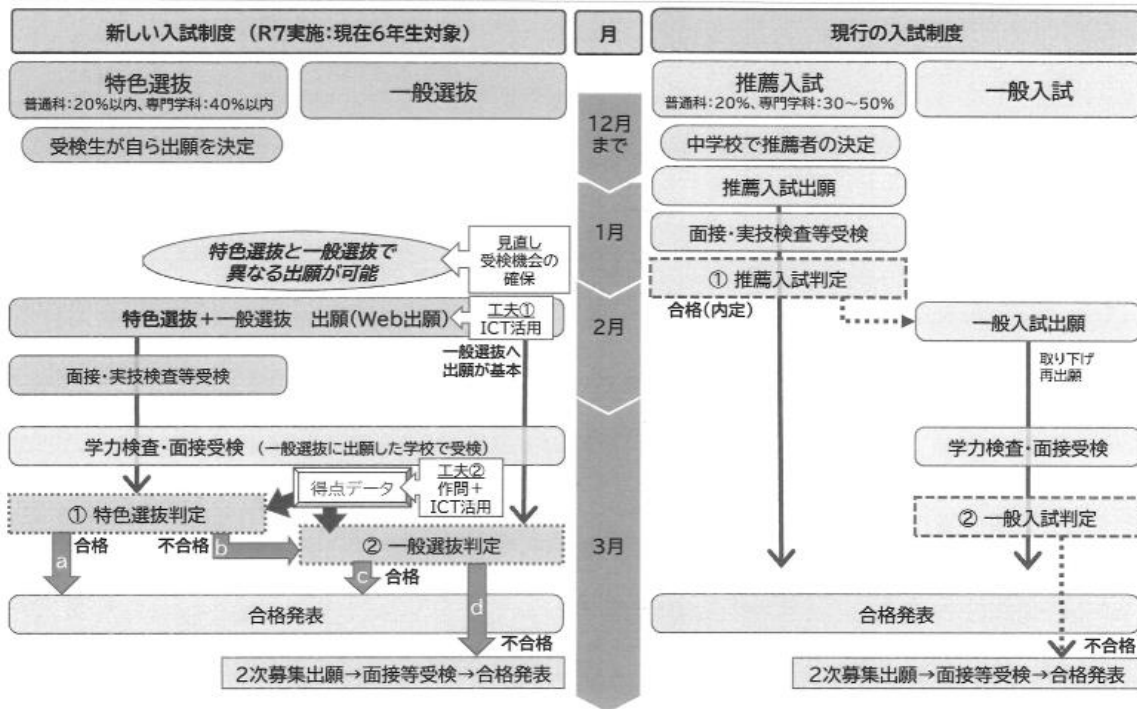 新しい入試制度（R7実施：現在6年生対象）
特色選抜
普通科：20％以内、専門学科：40％以内
一般選抜
受検生が自ら出願を決定
特色選抜と一般選抜で
異なる出願が可能
見直し
受検機会の
確保
特色選抜＋一般選抜 出願（Web出願）
工夫①
ICT活用
一般選抜へ
出願が基本
面接・実技検査等受検
学力検査・面接受検（一般選抜に出願した学校で受検）
得点データ
工夫②
作問＋
ICT活用
① 特色選抜判定
a
合格
不合格
b
② 一般選抜判定
c
合格
d
合格発表
不合格
2次募集出願→面接等受検→合格発表
月
12月
まで
1月
2月
3月
現行の入試制度
推薦入試
普通科：20％、専門学科：30～50％
一般入試
中学校で推薦者の決定
推薦入試出願
面接・実技検査等受検
① 推薦入試判定
合格（内定）
一般入試出願
取り下げ
再出願
学力検査・面接受検
② 一般入試判定
合格発表
不合格
2次募集出願→面接等受検→合格発表